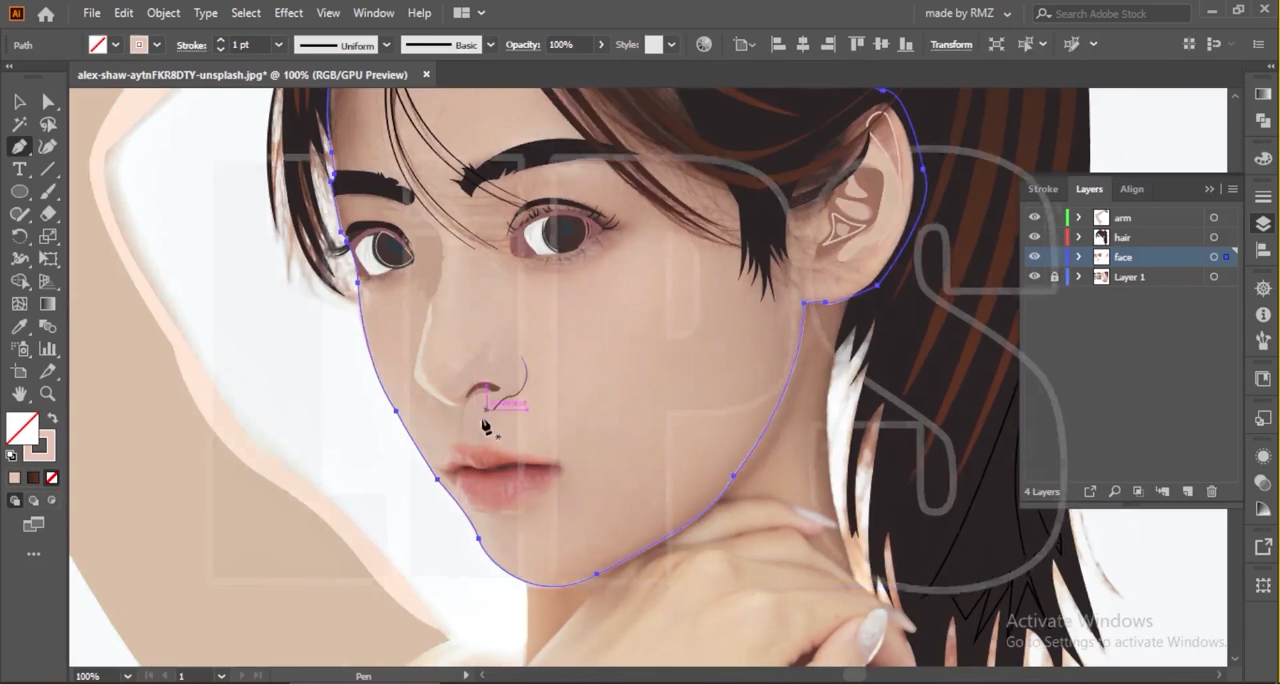 Ai File Edit Object Type Select Effect View Window Help made by RMZ Search Adobe Stock
Path Stroke: 1 pt Uniform Basic Opacity: 100% Style: Transform
alex-shaw-aytnFKR8DTY-unsplash.jpg* @ 100% (RGB/GPU Preview) ×
Stroke Layers Align
arm
hair
face
Layer 1
4 Layers
Activate Windows
Go to Settings to activate Windows.
100% 1 Pen